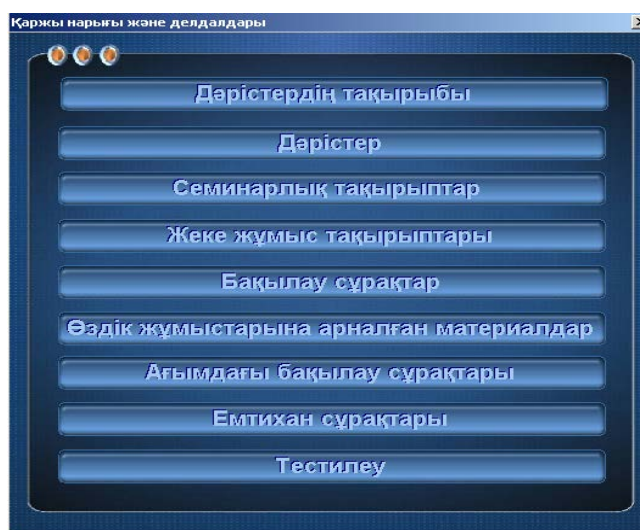 Қаржы нарығы және делдалдары
Дәрістердің тақырыбы
Дәрістер
Семинарлық тақырыптар
Жеке жұмыс тақырыптары
Бақылау сұрақтар
Өздік жұмыстарына арналған материалдар
Ағымдағы бақылау сұрақтары
Емтихан сұрақтары
Тестилеу